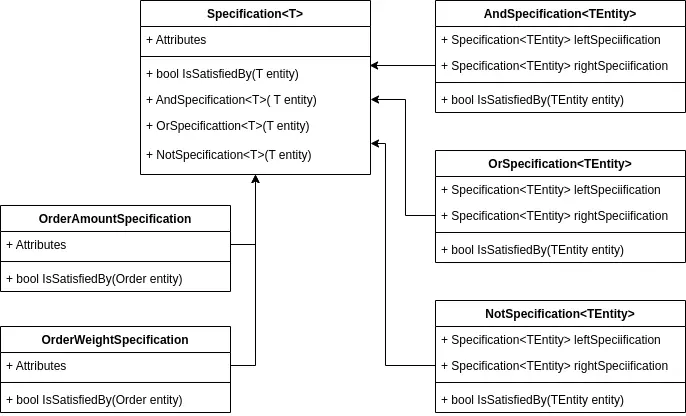 Specification<T>
+ Attributes
+ bool IsSatisfiedBy(T entity)
+ AndSpecification<T>( T entity)
+ OrSpecificattion<T>(T entity)
+ NotSpecification<T>(T entity)
AndSpecification<TEntity>
+ Specification<TEntity> leftSpeciification
+ Specification<TEntity> rightSpeciification
+ bool IsSatisfiedBy(TEntity entity)
OrSpecification<TEntity>
+ Specification<TEntity> leftSpeciification
+ Specification<TEntity> rightSpeciification
+ bool IsSatisfiedBy(TEntity entity)
OrderAmountSpecification
+ Attributes
+ bool IsSatisfiedBy(Order entity)
NotSpecification<TEntity>
+ Specification<TEntity> leftSpeciification
+ Specification<TEntity> rightSpeciification
+ bool IsSatisfiedBy(TEntity entity)
OrderWeightSpecification
+ Attributes
+ bool IsSatisfiedBy(Order entity)